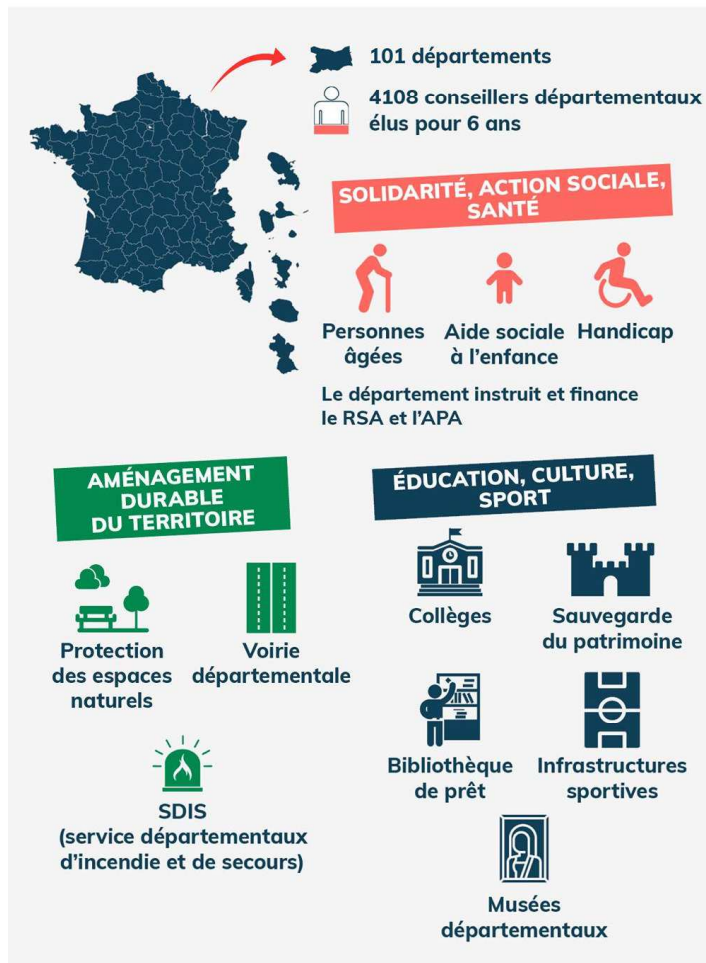 101 départements
4108 conseillers départementaux
élus pour 6 ans
SOLIDARITÉ, ACTION SOCIALE,
SANTÉ
Personnes
âgées
Aide sociale
à l'enfance
Handicap
Le département instruit et finance
le RSA et l'APA
AMÉNAGEMENT
DURABLE
DU TERRITOIRE
Protection
des espaces
naturels
Voirie
départementale
SDIS
(service départementaux
d'incendie et de secours)
ÉDUCATION, CULTURE,
SPORT
Collèges
Sauvegarde
du patrimoine
Bibliothèque
de prêt
Infrastructures
sportives
Musées
départementaux